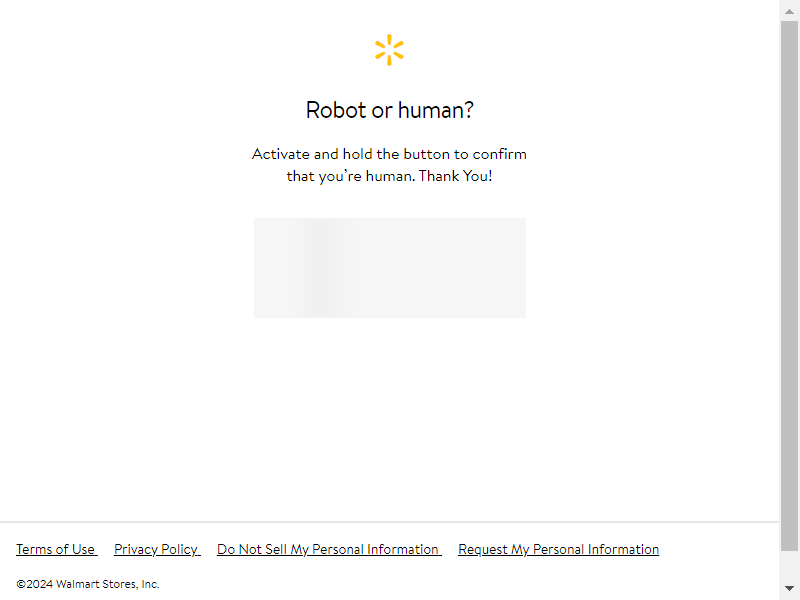 Robot or human?
Activate and hold the button to confirm
that you're human. Thank You!
Terms of Use Privacy Policy Do Not Sell My Personal Information Request My Personal Information
©2024 Walmart Stores, Inc.